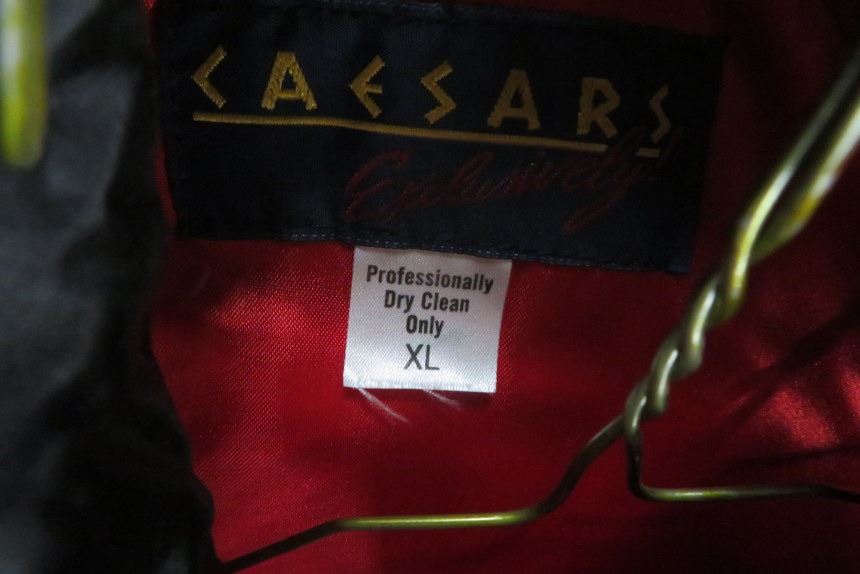 CAESARS
Exclusively!
Professionally
Dry Clean
Only
XL